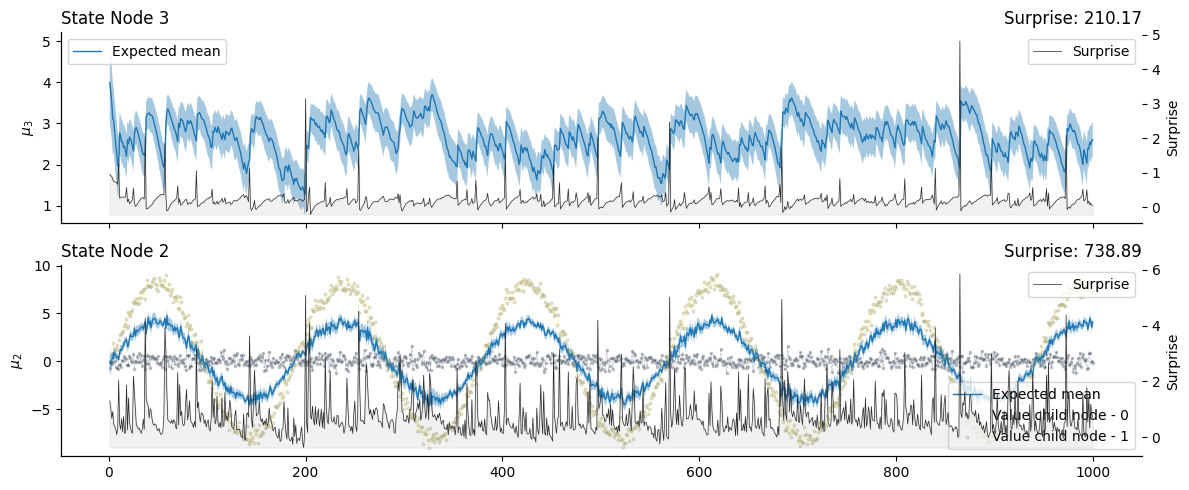 State Node 3
Surprise: 210.17
Expected mean
Surprise
5
4
3
2
1
μ3
5
4
3
2
1
0
Surprise
State Node 2
Surprise: 738.89
Surprise
10
5
0
−5
μ2
6
4
2
0
Surprise
Expected mean
Value child node - 0
Value child node - 1
0
200
400
600
800
1000